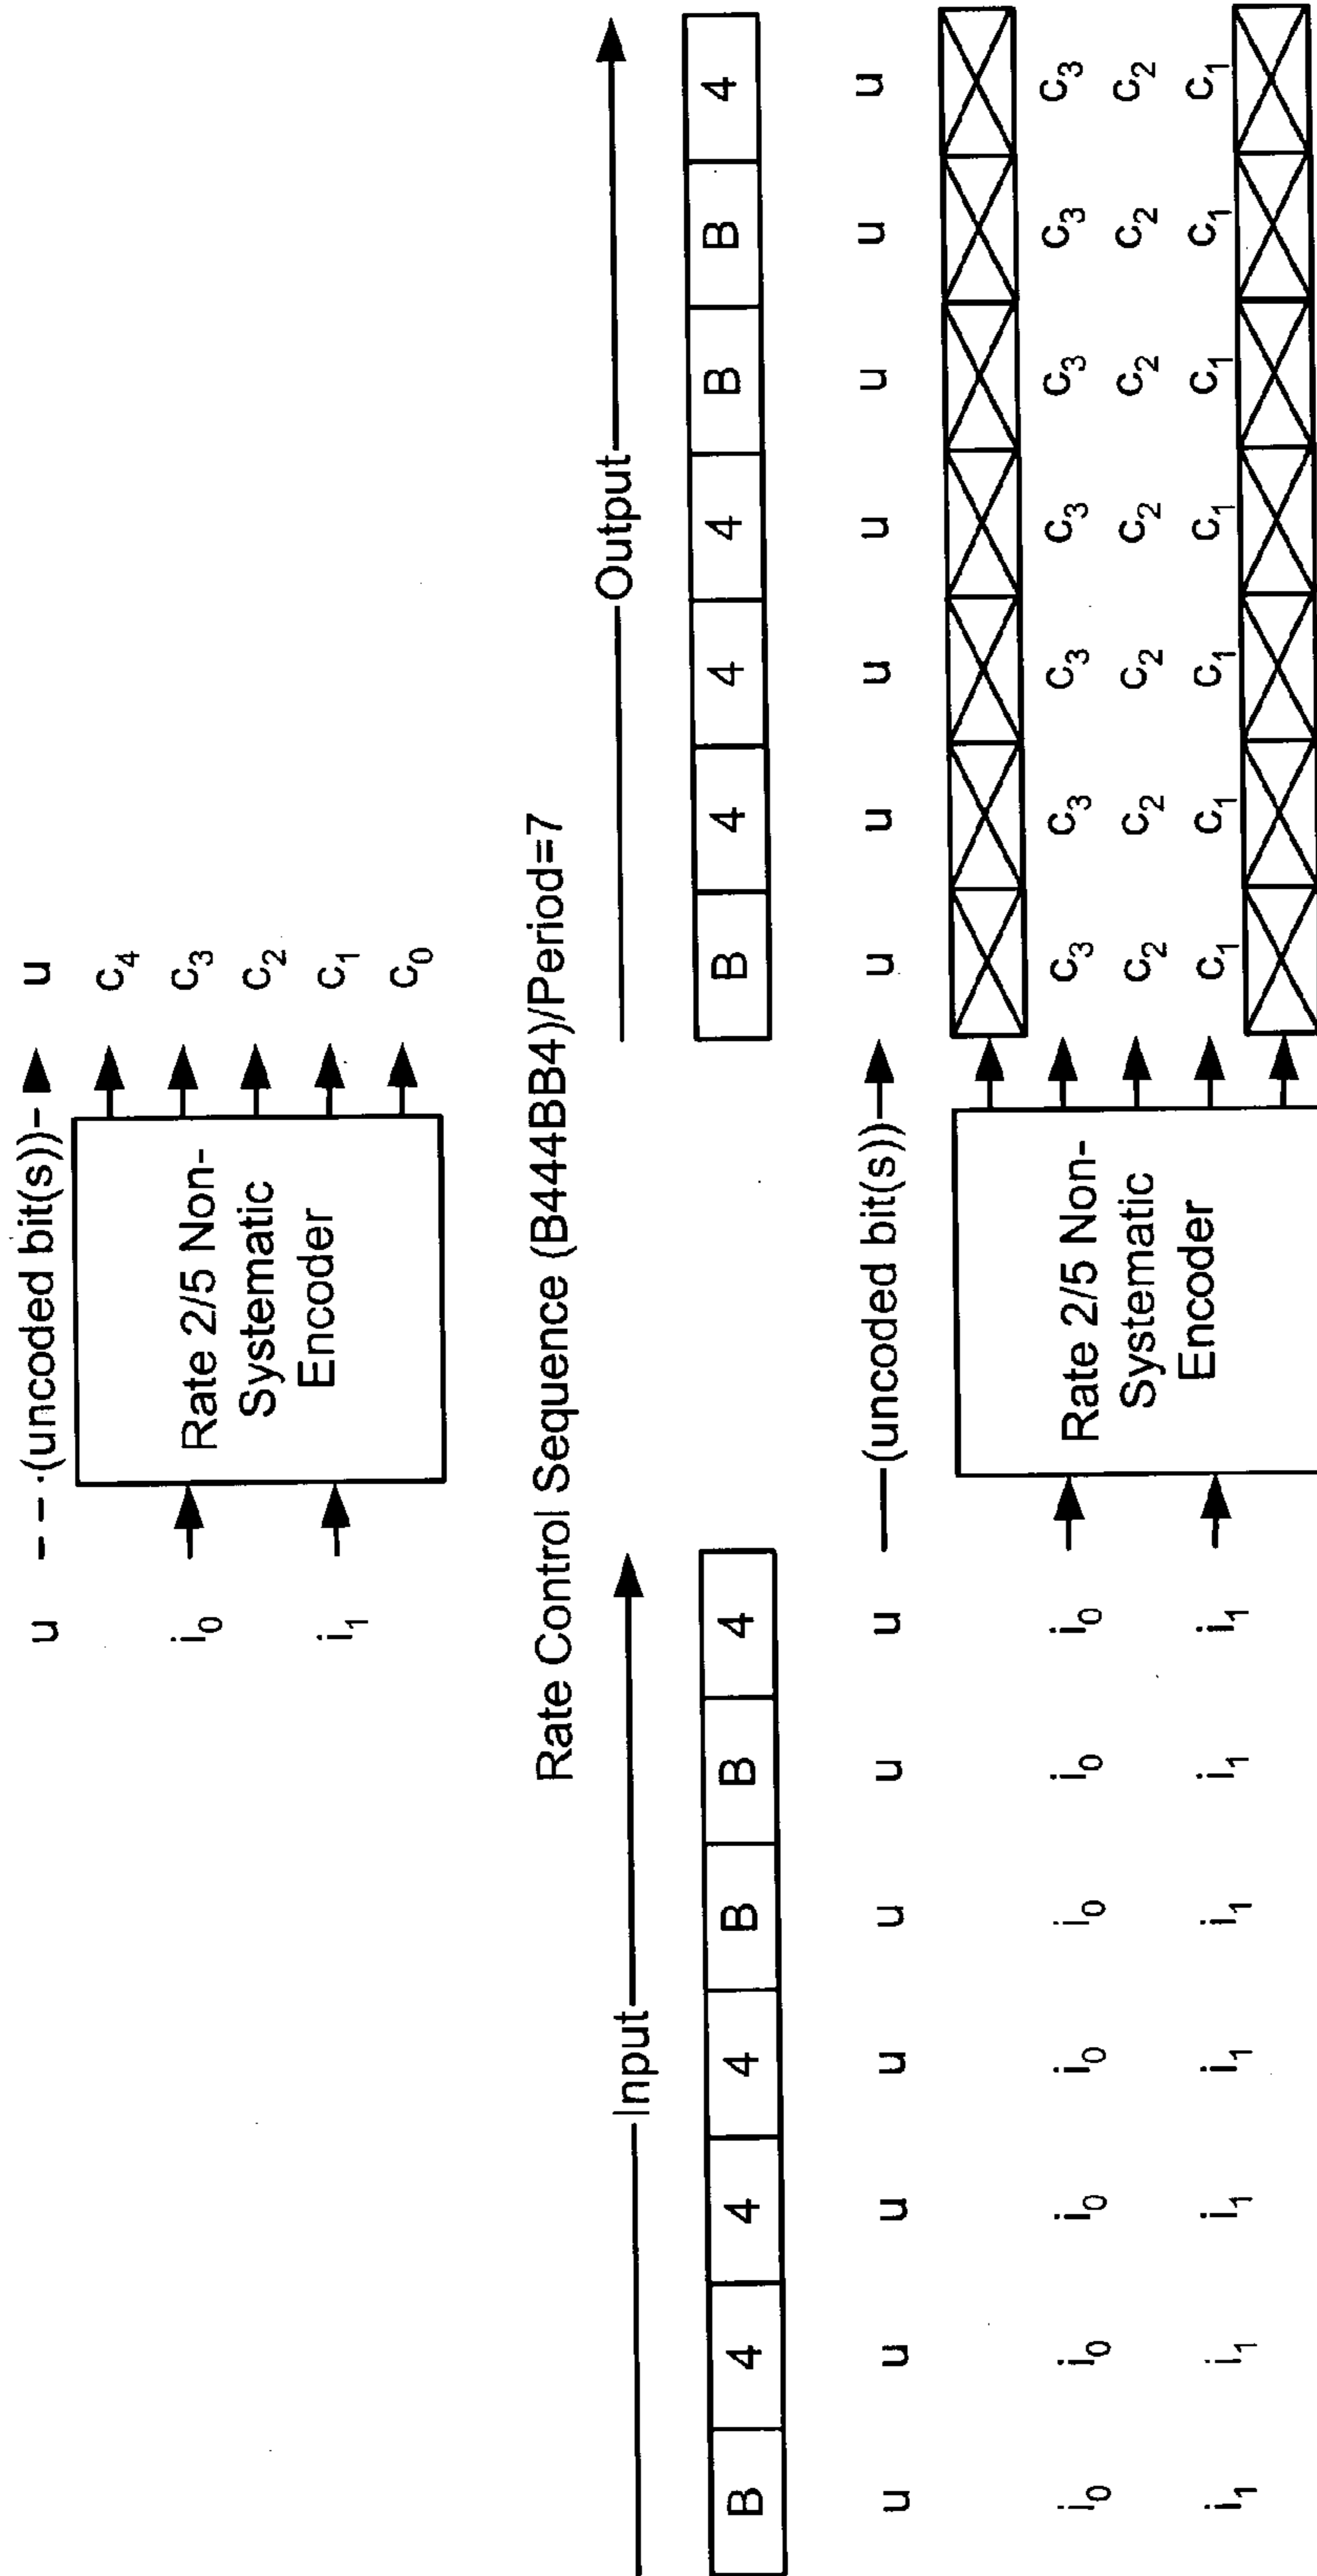 u - - ·(uncoded bit(s))- u
i₀ Rate 2/5 Non- c₄
Systematic c₃
Encoder c₂
i₁ c₁
c₀
Rate Control Sequence (B444BB4)/Period=7
Input Output
B 4 4 4 B B 4 B 4 4 4 B B 4
u u u u u u u (uncoded bit(s)) u u u u u u u
i₀ i₀ i₀ i₀ i₀ i₀ i₀ Rate 2/5 Non- c₃ c₃ c₃ c₃ c₃ c₃ c₃
Systematic c₂ c₂ c₂ c₂ c₂ c₂ c₂
i₁ i₁ i₁ i₁ i₁ i₁ i₁ Encoder c₁ c₁ c₁ c₁ c₁ c₁ c₁